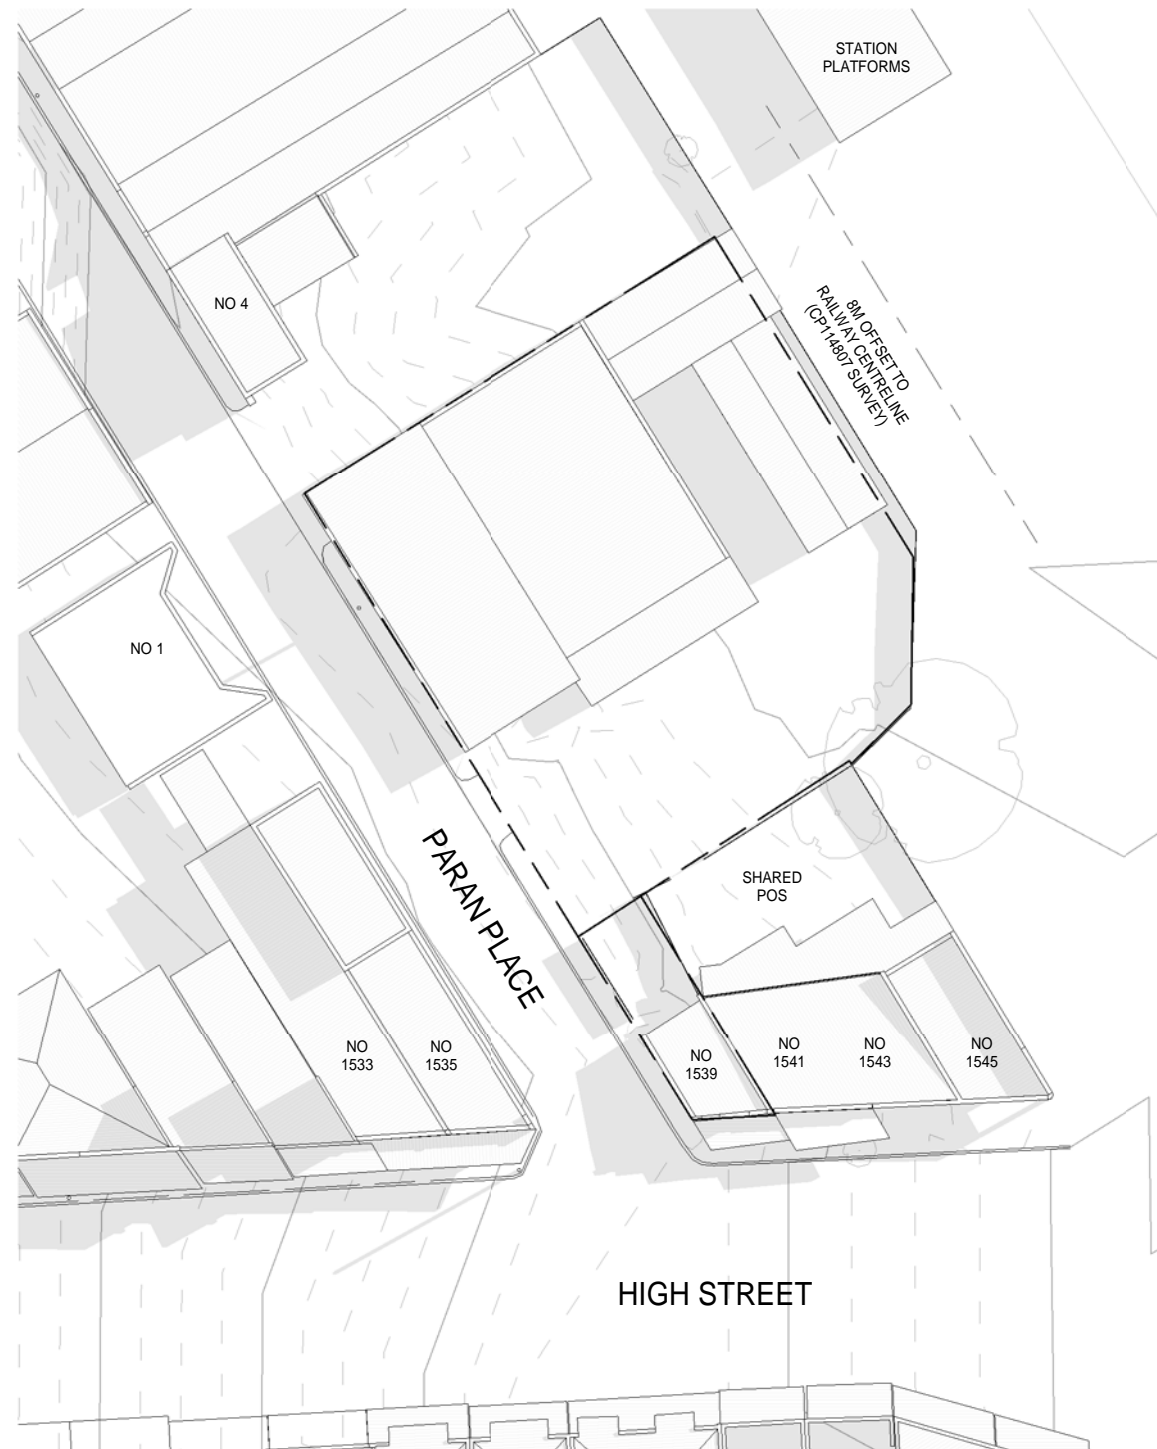 STATION
PLATFORMS
NO 4
8M OFFSET TO
RAILWAY CENTRELINE
(CP114807 SURVEY)
NO 1
PARAN PLACE
SHARED
POS
NO
1533
NO
1535
NO
1539
NO
1541
NO
1543
NO
1545
HIGH STREET